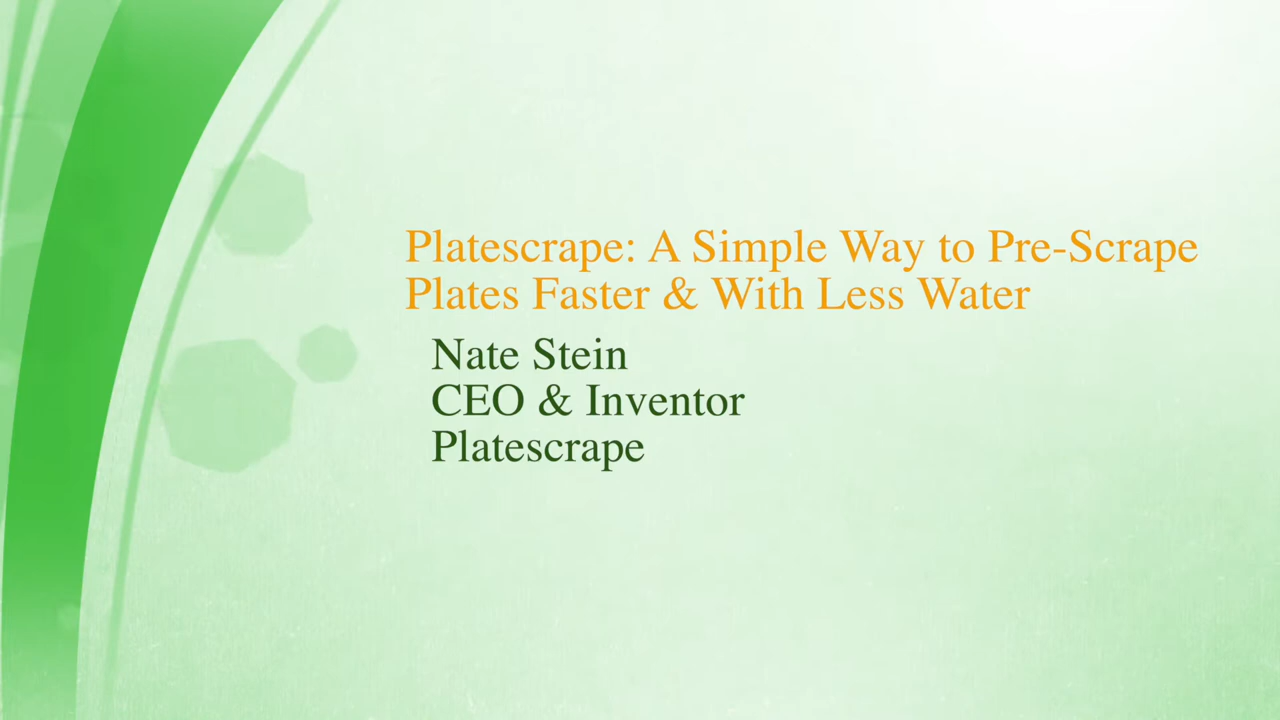 Platescrape: A Simple Way to Pre-Scrape
Plates Faster & With Less Water
Nate Stein
CEO & Inventor
Platescrape